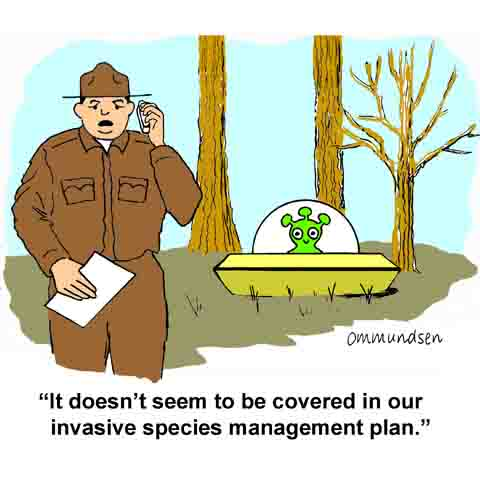 Ommundsen
“It doesn’t seem to be covered in our
invasive species management plan.”